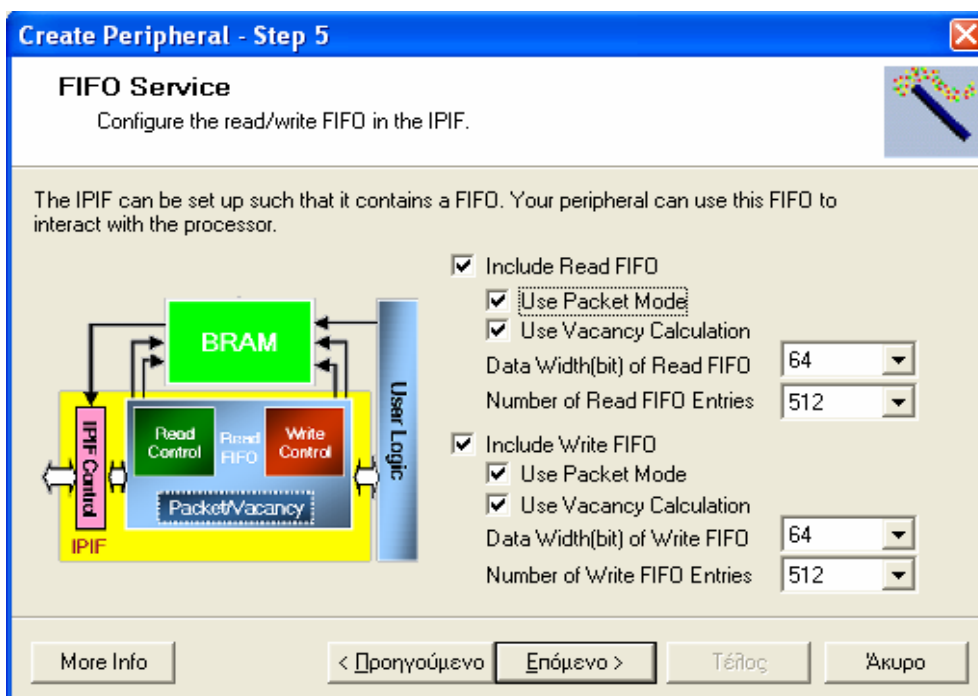 Create Peripheral - Step 5
FIFO Service
Configure the read/write FIFO in the IPIF.
The IPIF can be set up such that it contains a FIFO. Your peripheral can use this FIFO to
interact with the processor.
BRAM
IPIF Control
Read Control
Read FIFO
Write Control
Packet/Vacancy
IPIF
User Logic
Include Read FIFO
Use Packet Mode
Use Vacancy Calculation
Data Width(bit) of Read FIFO 64
Number of Read FIFO Entries 512
Include Write FIFO
Use Packet Mode
Use Vacancy Calculation
Data Width(bit) of Write FIFO 64
Number of Write FIFO Entries 512
More Info < Προηγούμενο Επόμενο > Τέλος Άκυρο